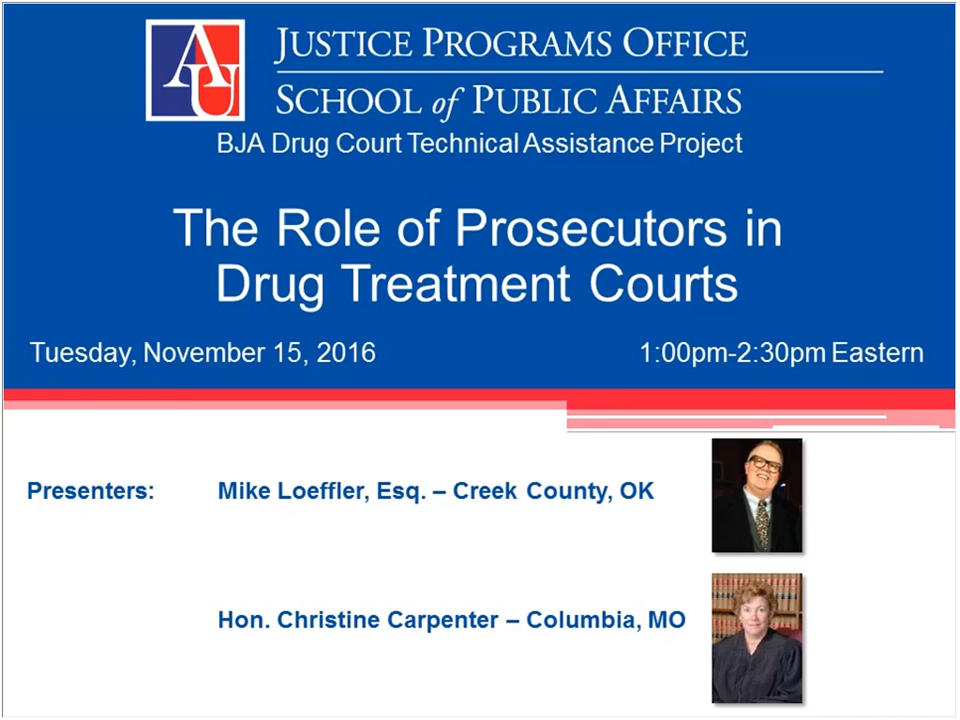 AU
JUSTICE PROGRAMS OFFICE
SCHOOL of PUBLIC AFFAIRS
BJA Drug Court Technical Assistance Project
The Role of Prosecutors in
Drug Treatment Courts
Tuesday, November 15, 2016 1:00pm-2:30pm Eastern
Presenters: Mike Loeffler, Esq. – Creek County, OK
Hon. Christine Carpenter – Columbia, MO